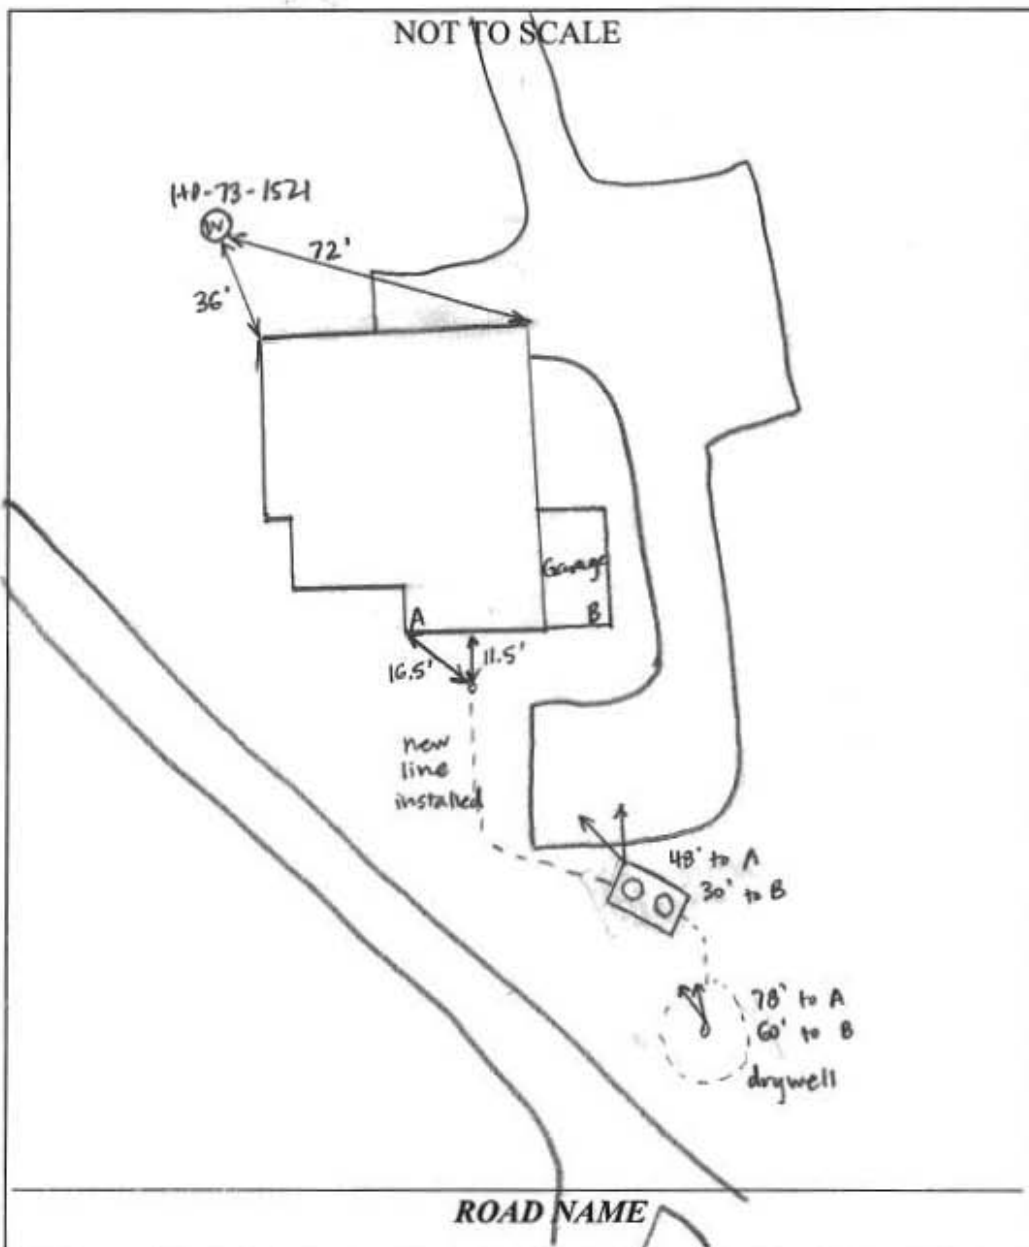 NOT TO SCALE
HD-73-1521
W
72'
36'
Garage
A
B
16.5'
11.5'
new
line
installed
48' to A
30' to B
78' to A
60' to B
drywell
ROAD NAME